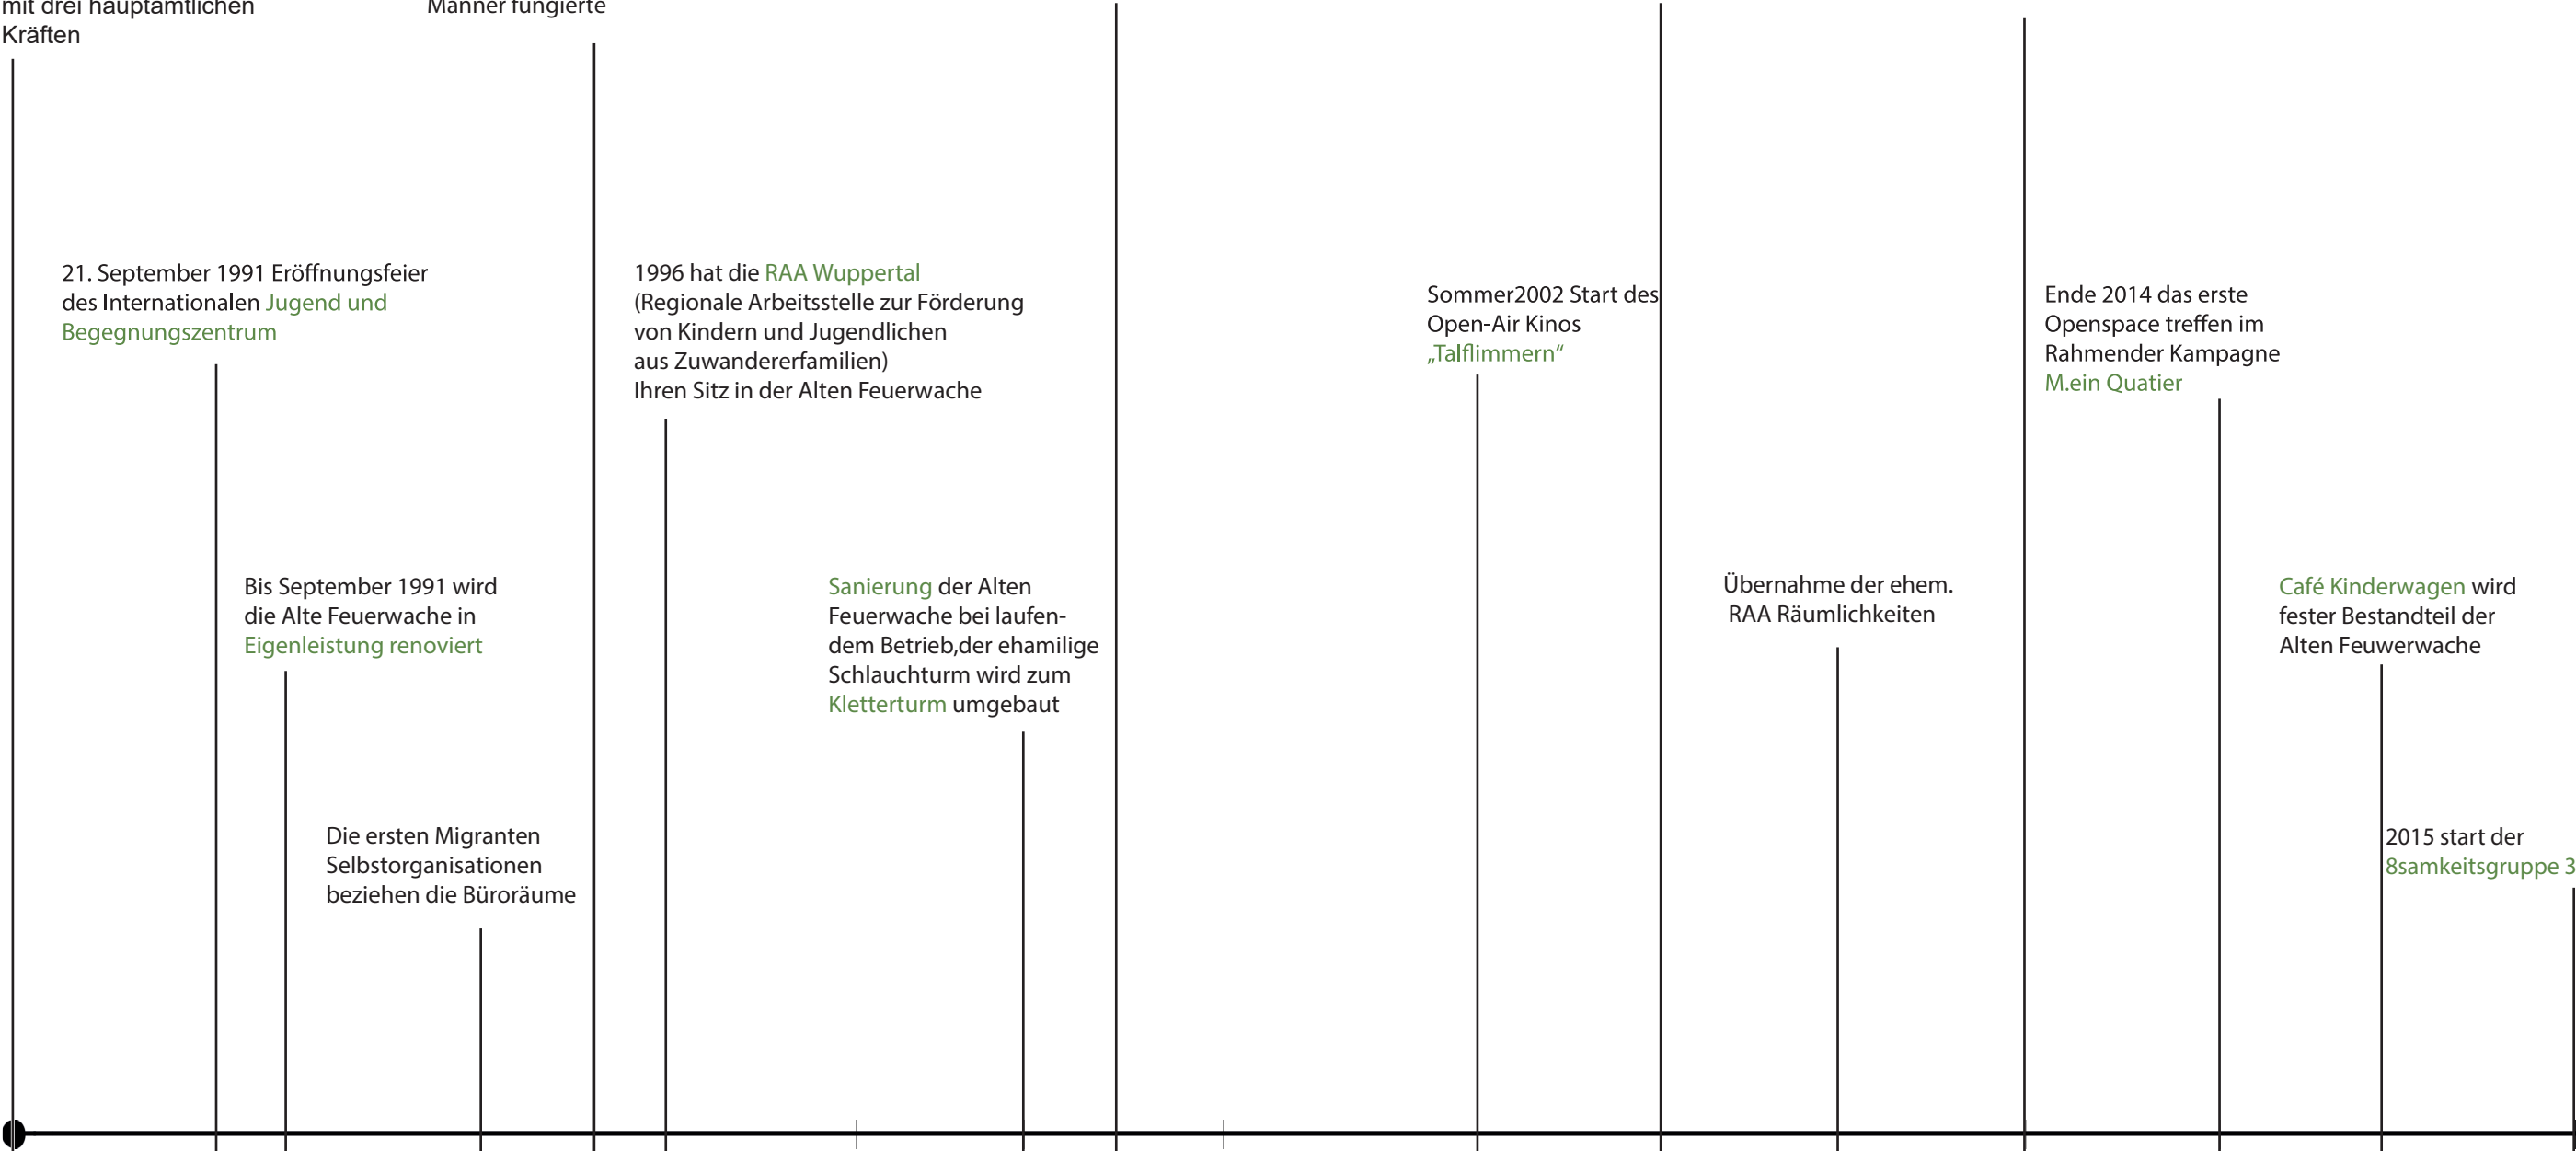 mit drei hauptamtlichen
Kräften
Männer fungierte
21. September 1991 Eröffnungsfeier
des Internationalen Jugend und
Begegnungszentrum
1996 hat die RAA Wuppertal
(Regionale Arbeitsstelle zur Förderung
von Kindern und Jugendlichen
aus Zuwandererfamilien)
Ihren Sitz in der Alten Feuerwache
Sommer2002 Start des
Open-Air Kinos
„Talflimmern“
Ende 2014 das erste
Openspace treffen im
Rahmender Kampagne
M.ein Quatier
Bis September 1991 wird
die Alte Feuerwache in
Eigenleistung renoviert
Sanierung der Alten
Feuerwache bei laufen-
dem Betrieb,der ehamilige
Schlauchturm wird zum
Kletterturm umgebaut
Übernahme der ehem.
RAA Räumlichkeiten
Café Kinderwagen wird
fester Bestandteil der
Alten Feuwerwache
Die ersten Migranten
Selbstorganisationen
beziehen die Büroräume
2015 start der
8samkeitsgruppe 3